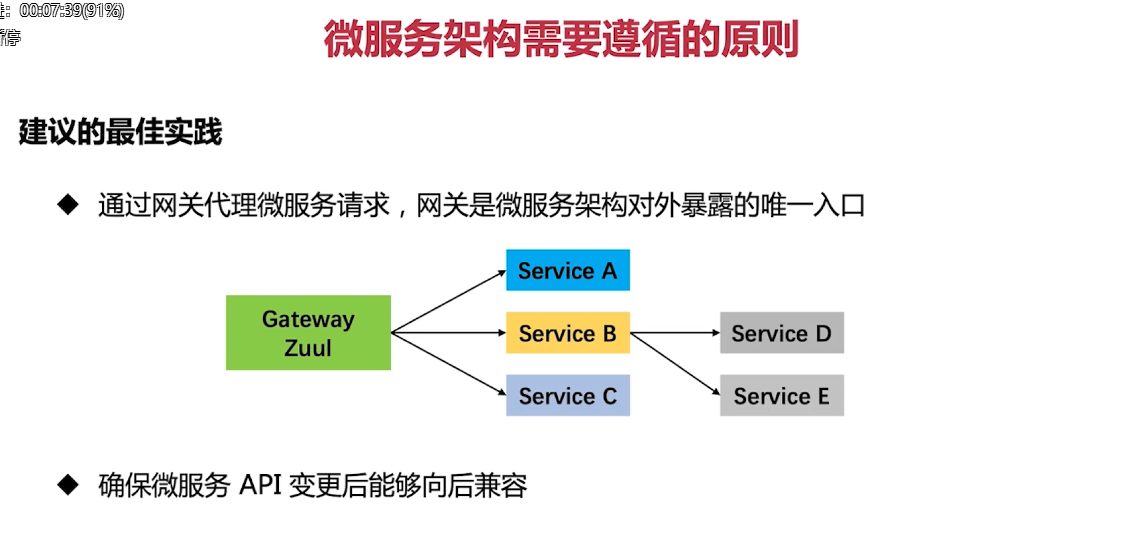 00:07:39(91%)
停
微服务架构需要遵循的原则
建议的最佳实践
◆ 通过网关代理微服务请求，网关是微服务架构对外暴露的唯一入口
Service A
Gateway
Zuul
Service B
Service D
Service C
Service E
◆ 确保微服务 API 变更后能够向后兼容